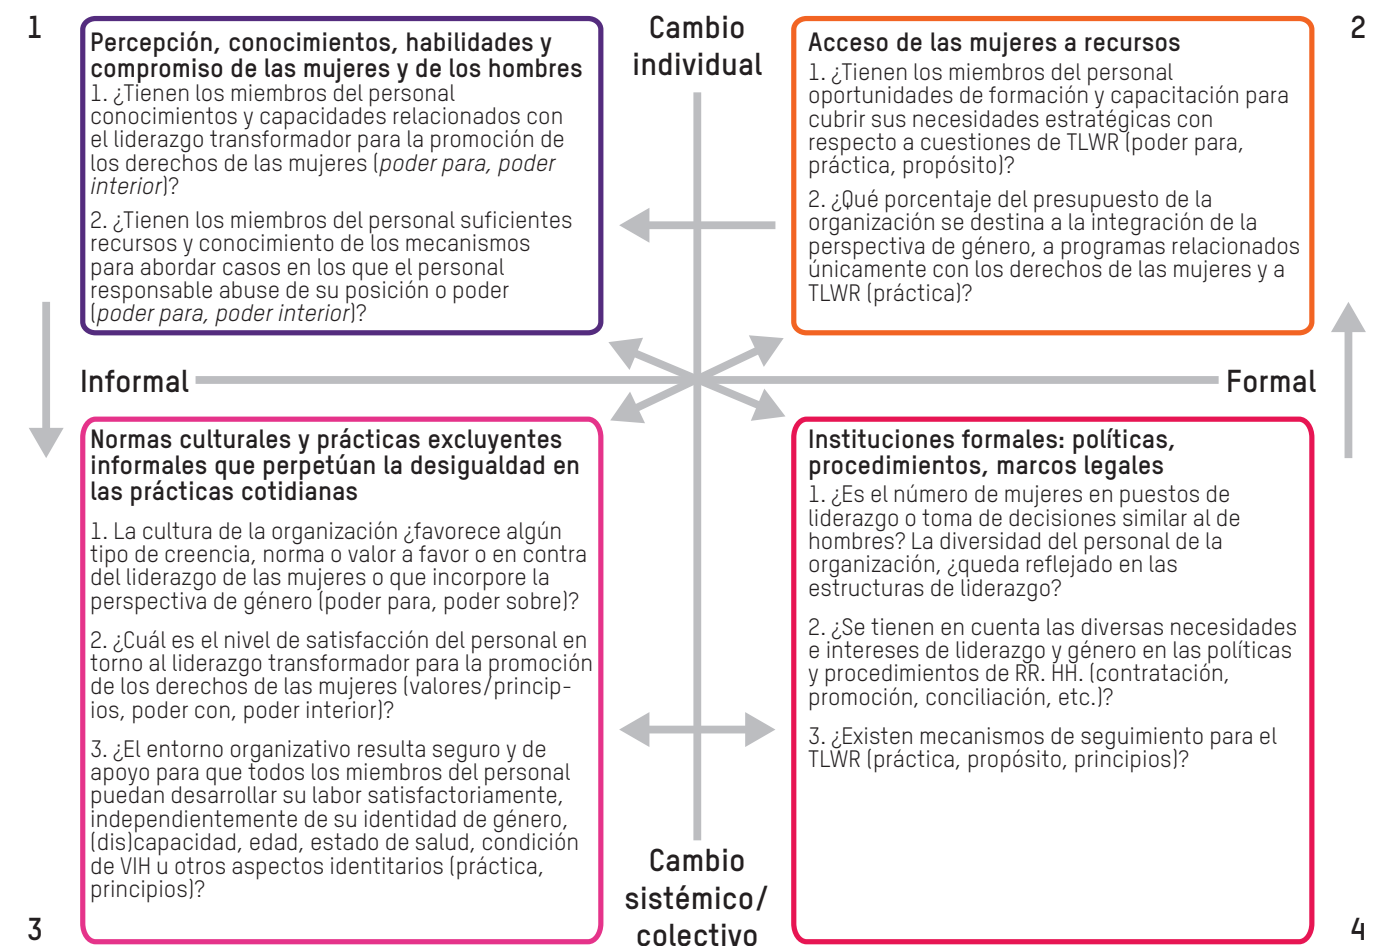 1
Percepción, conocimientos, habilidades y
compromiso de las mujeres y de los hombres
1. ¿Tienen los miembros del personal
conocimientos y capacidades relacionados con
el liderazgo transformador para la promoción de
los derechos de las mujeres (poder para, poder
interior)?
2. ¿Tienen los miembros del personal suficientes
recursos y conocimiento de los mecanismos
para abordar casos en los que el personal
responsable abuse de su posición o poder
(poder para, poder interior)?
Cambio
individual
Acceso de las mujeres a recursos
1. ¿Tienen los miembros del personal
oportunidades de formación y capacitación para
cubrir sus necesidades estratégicas con
respecto a cuestiones de TLWR (poder para,
práctica, propósito)?
2. ¿Qué porcentaje del presupuesto de la
organización se destina a la integración de la
perspectiva de género, a programas relacionados
únicamente con los derechos de las mujeres y a
TLWR (práctica)?
2
Informal
Formal
Normas culturales y prácticas excluyentes
informales que perpetúan la desigualdad en
las prácticas cotidianas
1. La cultura de la organización ¿favorece algún
tipo de creencia, norma o valor a favor o en contra
del liderazgo de las mujeres o que incorpore la
perspectiva de género (poder para, poder sobre)?
2. ¿Cuál es el nivel de satisfacción del personal en
torno al liderazgo transformador para la promoción
de los derechos de las mujeres (valores/princip-
ios, poder con, poder interior)?
3. ¿El entorno organizativo resulta seguro y de
apoyo para que todos los miembros del personal
puedan desarrollar su labor satisfactoriamente,
independientemente de su identidad de género,
(dis)capacidad, edad, estado de salud, condición
de VIH u otros aspectos identitarios (práctica,
principios)?
3
Cambio
sistémico/
colectivo
Instituciones formales: políticas,
procedimientos, marcos legales
1. ¿Es el número de mujeres en puestos de
liderazgo o toma de decisiones similar al de
hombres? La diversidad del personal de la
organización, ¿queda reflejado en las
estructuras de liderazgo?
2. ¿Se tienen en cuenta las diversas necesidades
e intereses de liderazgo y género en las políticas
y procedimientos de RR. HH. (contratación,
promoción, conciliación, etc.)?
3. ¿Existen mecanismos de seguimiento para el
TLWR (práctica, propósito, principios)?
4